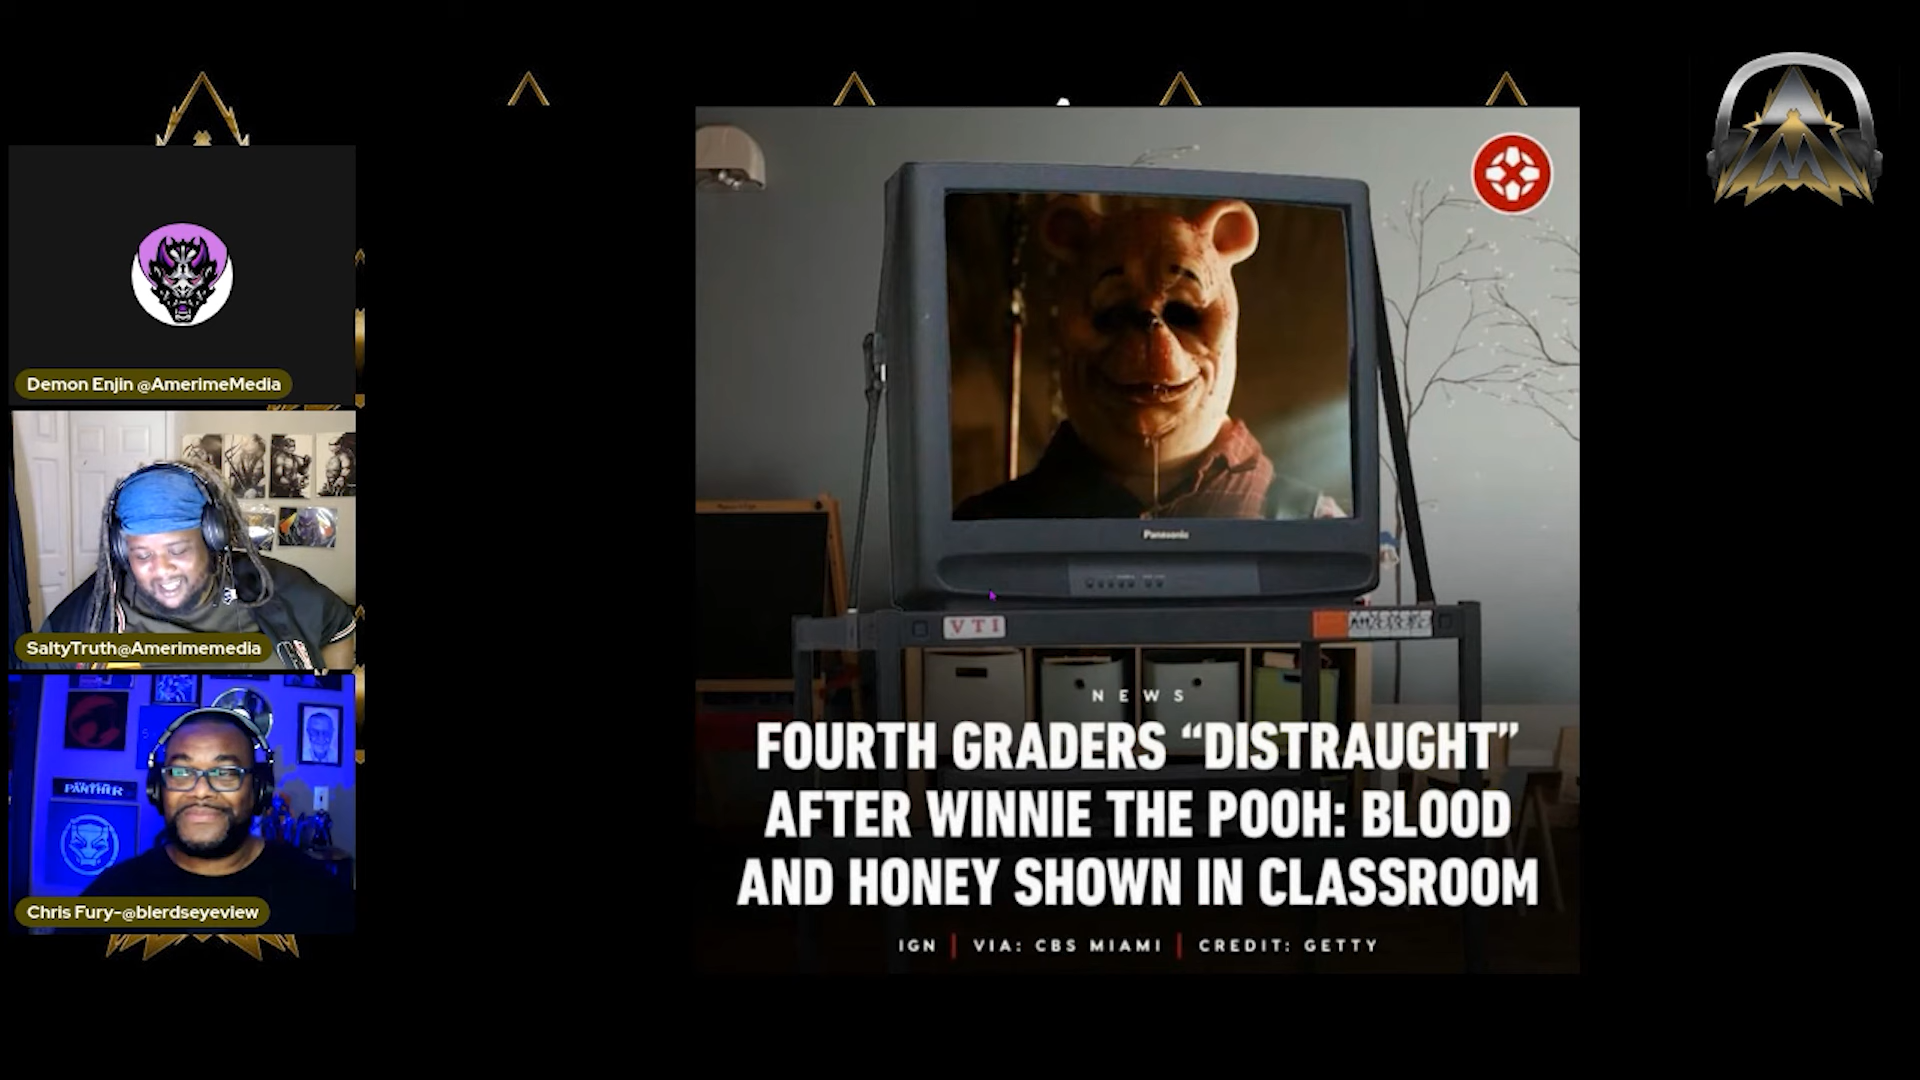 Demon Enjin @AmerimeMedia
SaltyTruth@Amerimemedia
PANTHER
Chris Fury-@blerdseyeview
Panasonic
VTI
NEWS
FOURTH GRADERS “DISTRAUGHT”
AFTER WINNIE THE POOH: BLOOD
AND HONEY SHOWN IN CLASSROOM
IGN | VIA: CBS MIAMI | CREDIT: GETTY